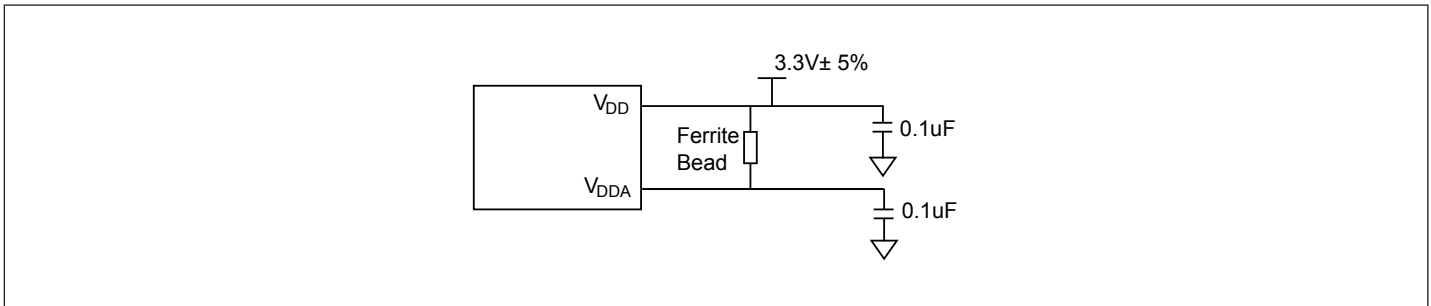 3.3V± 5%
VDD
0.1uF
Ferrite
Bead
VDDA
0.1uF